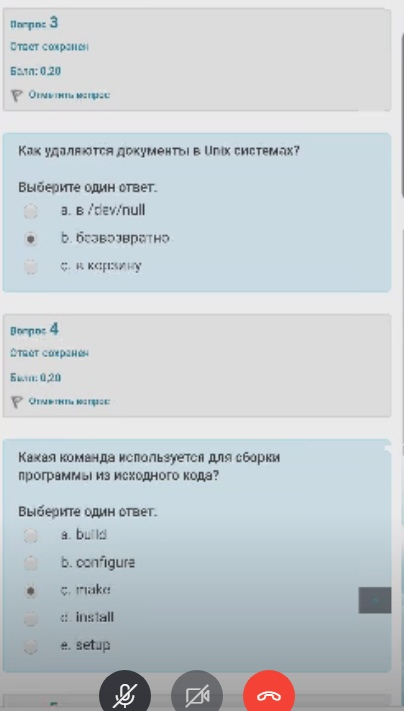 Вопрос 3
Ответ сохранен
Балл: 0,20
Отметить вопрос
Как удаляются документы в Unix системах?
Выберите один ответ:
a. в /dev/null
b. безвозвратно
c. в корзину
Вопрос 4
Ответ сохранен
Балл: 0,20
Отметить вопрос
Какая команда используется для сборки
программы из исходного кода?
Выберите один ответ:
a. build
b. configure
c. make
d. install
e. setup